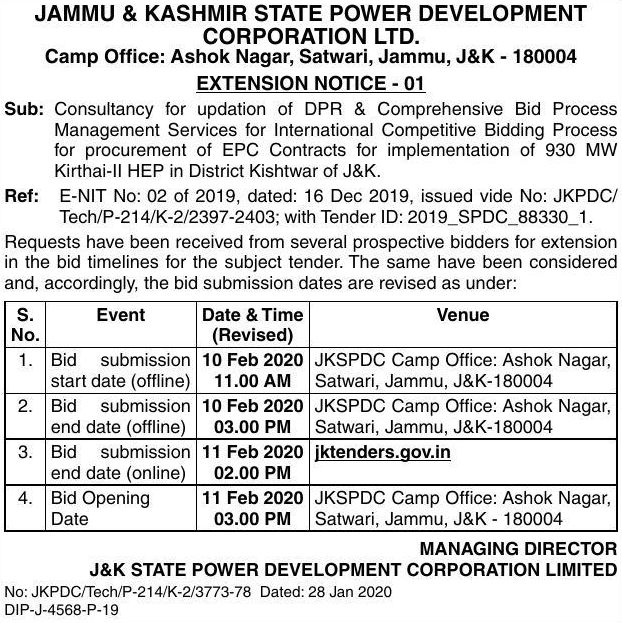 JAMMU & KASHMIR STATE POWER DEVELOPMENT
CORPORATION LTD.
Camp Office: Ashok Nagar, Satwari, Jammu, J&K - 180004
EXTENSION NOTICE - 01
Sub: Consultancy for updation of DPR & Comprehensive Bid Process
Management Services for International Competitive Bidding Process
for procurement of EPC Contracts for implementation of 930 MW
Kirthai-II HEP in District Kishtwar of J&K.
Ref: E-NIT No: 02 of 2019, dated: 16 Dec 2019, issued vide No: JKPDC/
Tech/P-214/K-2/2397-2403; with Tender ID: 2019_SPDC_88330_1.
Requests have been received from several prospective bidders for extension
in the bid timelines for the subject tender. The same have been considered
and, accordingly, the bid submission dates are revised as under:
S. Event Date & Time Venue
No. (Revised)
1. Bid submission 10 Feb 2020 JKSPDC Camp Office: Ashok Nagar,
start date (offline) 11.00 AM Satwari, Jammu, J&K-180004
2. Bid submission 10 Feb 2020 JKSPDC Camp Office: Ashok Nagar,
end date (offline) 03.00 PM Satwari, Jammu, J&K-180004
3. Bid submission 11 Feb 2020 jktenders.gov.in
end date (online) 02.00 PM
4. Bid Opening 11 Feb 2020 JKSPDC Camp Office: Ashok Nagar,
Date 03.00 PM Satwari, Jammu, J&K - 180004
MANAGING DIRECTOR
J&K STATE POWER DEVELOPMENT CORPORATION LIMITED
No: JKPDC/Tech/P-214/K-2/3773-78 Dated: 28 Jan 2020
DIP-J-4568-P-19